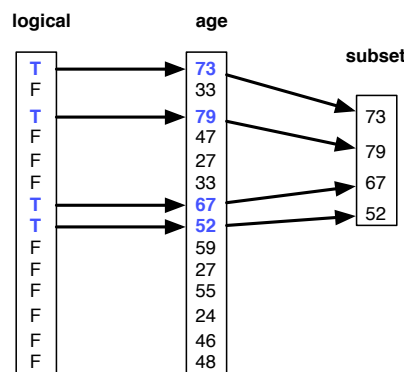 logical age
subset
T 73
F 33 73
T 79
F 47 79
F 27
F 33 67
T 67
T 52 52
F 59
F 27
F 55
F 24
F 46
F 48